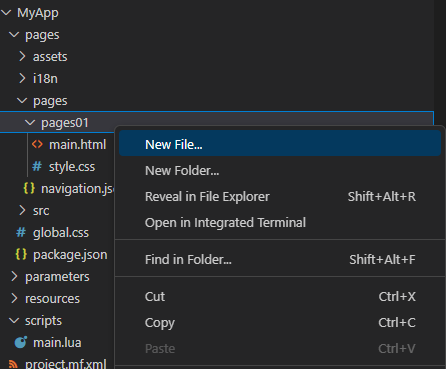 MyApp
pages
assets
i18n
pages
pages01
main.html
style.css
navigation.js
src
global.css
package.json
parameters
resources
scripts
main.lua
project.mf.xml
New File...
New Folder...
Reveal in File Explorer Shift+Alt+R
Open in Integrated Terminal
Find in Folder... Shift+Alt+F
Cut Ctrl+X
Copy Ctrl+C
Paste Ctrl+V